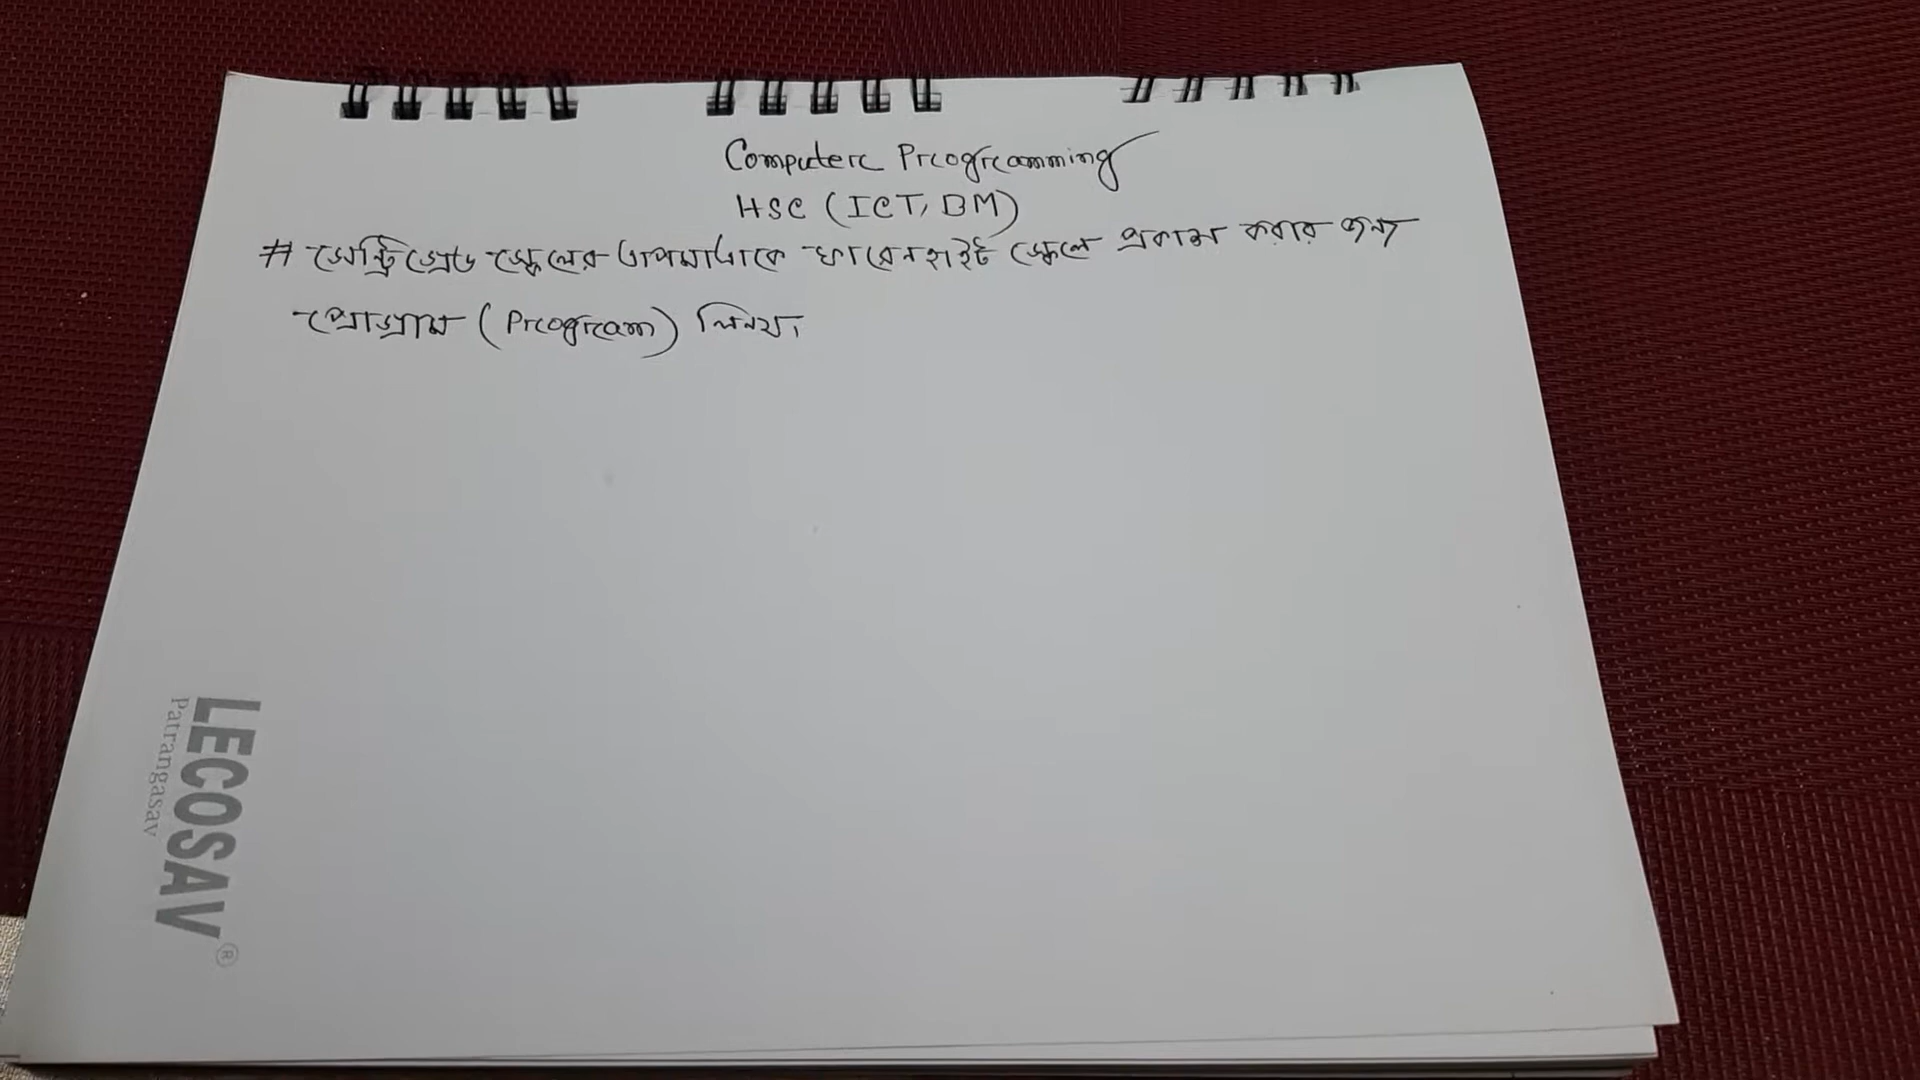 Computer Programming
HSC (ICT, BM)
# সেন্ট্রিগ্রেড স্কেলের তাপমাত্রাকে ফারেনহাইট স্কেলে প্রকাশ করার জন্য
প্রোগ্রাম (Program) লিখ।
LECOSAV
Patrangasav
®